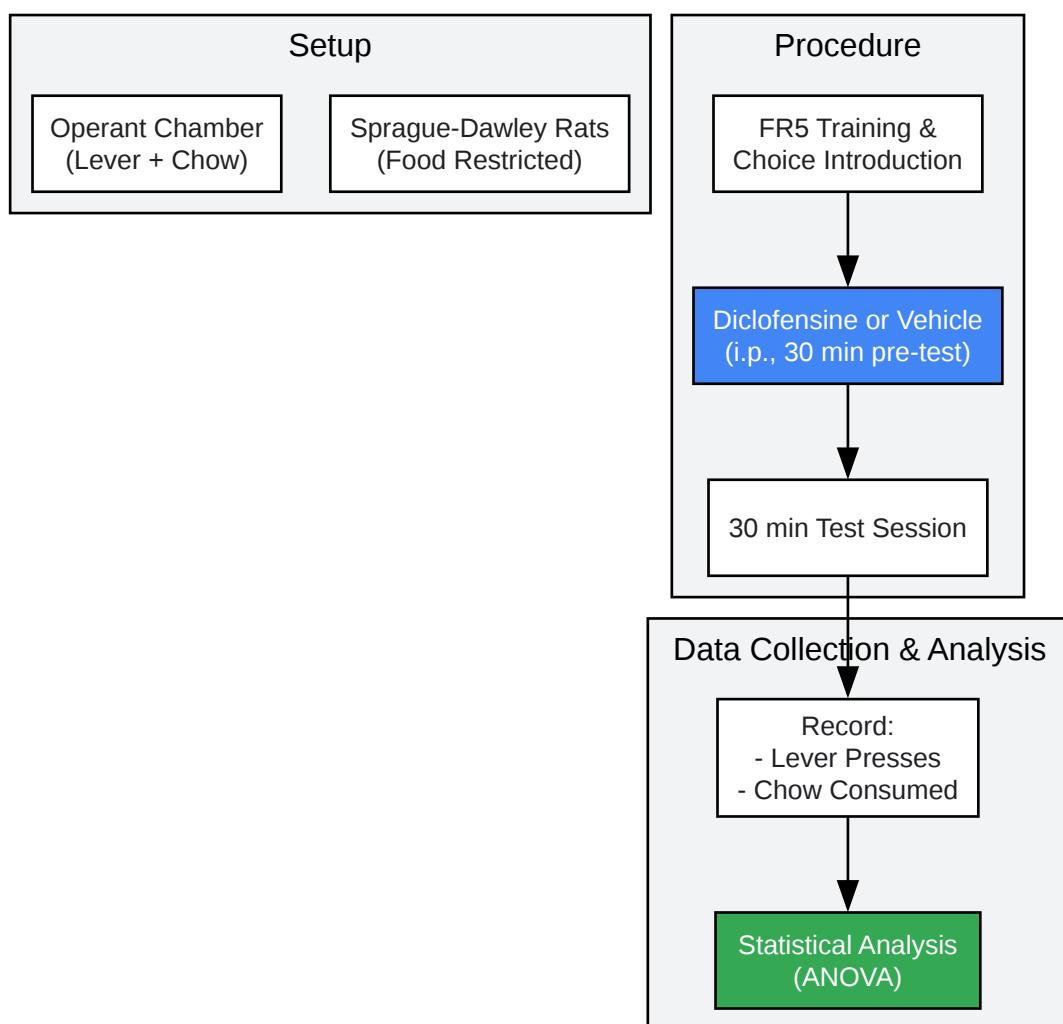 Setup
Operant Chamber
(Lever + Chow)
Sprague-Dawley Rats
(Food Restricted)
Procedure
FR5 Training &
Choice Introduction
Diclofensine or Vehicle
(i.p., 30 min pre-test)
30 min Test Session
Data Collection & Analysis
Record:
- Lever Presses
- Chow Consumed
Statistical Analysis
(ANOVA)